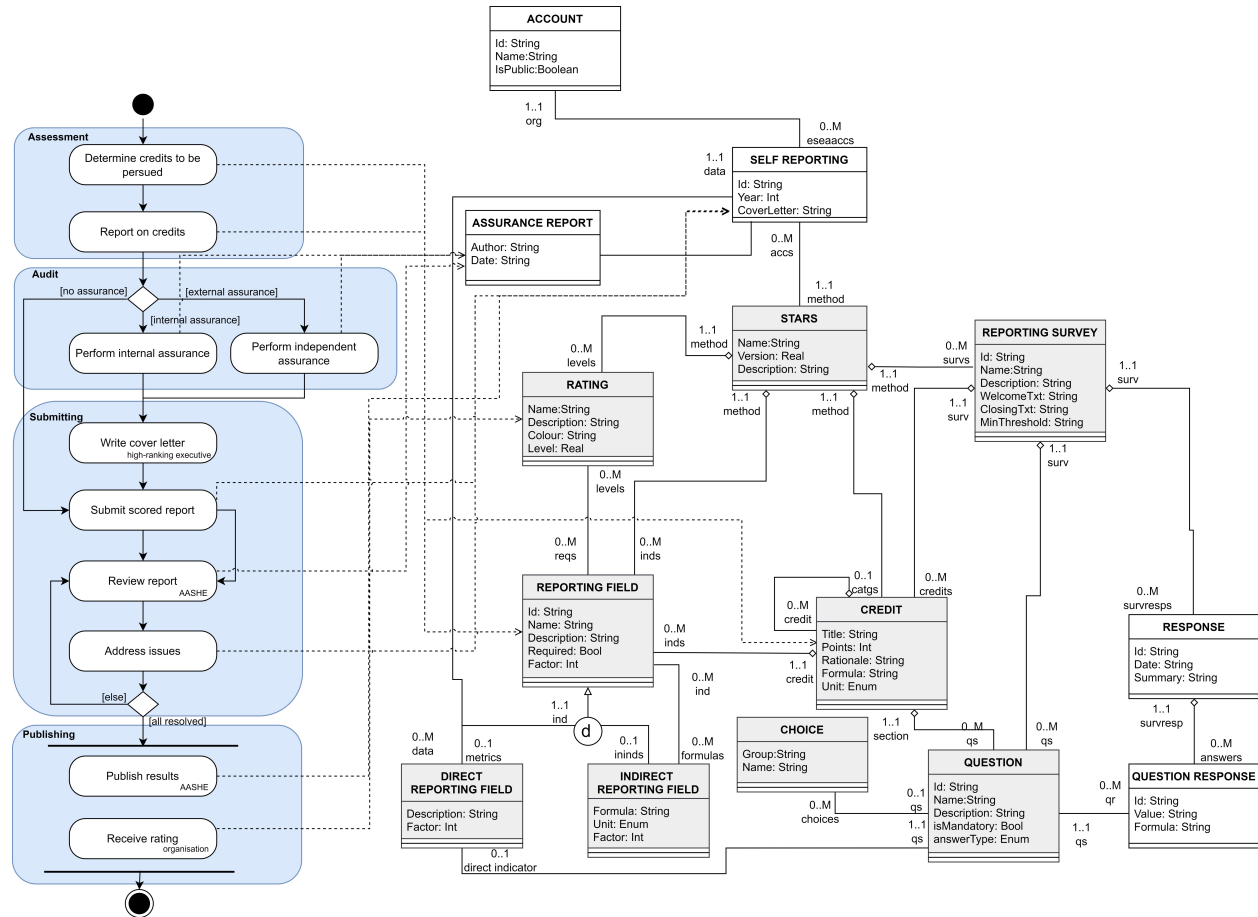 ACCOUNT
Id: String
Name:String
IsPublic:Boolean
1..1
org
0..M
eseaaccs
Assessment
Determine credits to be
persued
Report on credits
Audit
[no assurance]
[external assurance]
[internal assurance]
Perform internal assurance
Perform independent
assurance
Submitting
Write cover letter
high-ranking executive
Submit scored report
Review report
AASHE
Address issues
[else]
[all resolved]
Publishing
Publish results
AASHE
Receive rating
organisation
1..1
data
SELF REPORTING
Id: String
Year: Int
CoverLetter: String
ASSURANCE REPORT
Author: String
Date: String
0..M
accs
1..1
method
STARS
Name:String
Version: Real
Description: String
1..1
method
0..M
levels
RATING
Name:String
Description: String
Colour: String
Level: Real
1..1
method
1..1
method
1..1
method
0..M
survs
REPORTING SURVEY
Id: String
Name:String
Description: String
WelcomeTxt: String
ClosingTxt: String
MinThreshold: String
1..1
surv
1..1
surv
1..1
surv
0..M
levels
0..M
reqs
0..M
inds
REPORTING FIELD
Id: String
Name: String
Description: String
Required: Bool
Factor: Int
0..M
inds
1..1
credit
0..M
ind
0..M
credit
0..1
catgs
0..M
credits
CREDIT
Title: String
Points: Int
Rationale: String
Formula: String
Unit: Enum
0..M
survresps
RESPONSE
Id: String
Date: String
Summary: String
1..1
survresp
0..M
answers
1..1
ind
d
0..M
data
0..1
metrics
ininds
0..M
formulas
DIRECT
REPORTING FIELD
Description: String
Factor: Int
INDIRECT
REPORTING FIELD
Formula: String
Unit: Enum
Factor: Int
CHOICE
Group:String
Name: String
0..M
choices
1..1
section
0..M
qs
0..M
qs
0..1
qs
1..1
qs
QUESTION
Id: String
Name:String
Description: String
isMandatory: Bool
answerType: Enum
0..M
qr
1..1
qs
QUESTION RESPONSE
Id: String
Value: String
Formula: String
0..1
direct indicator